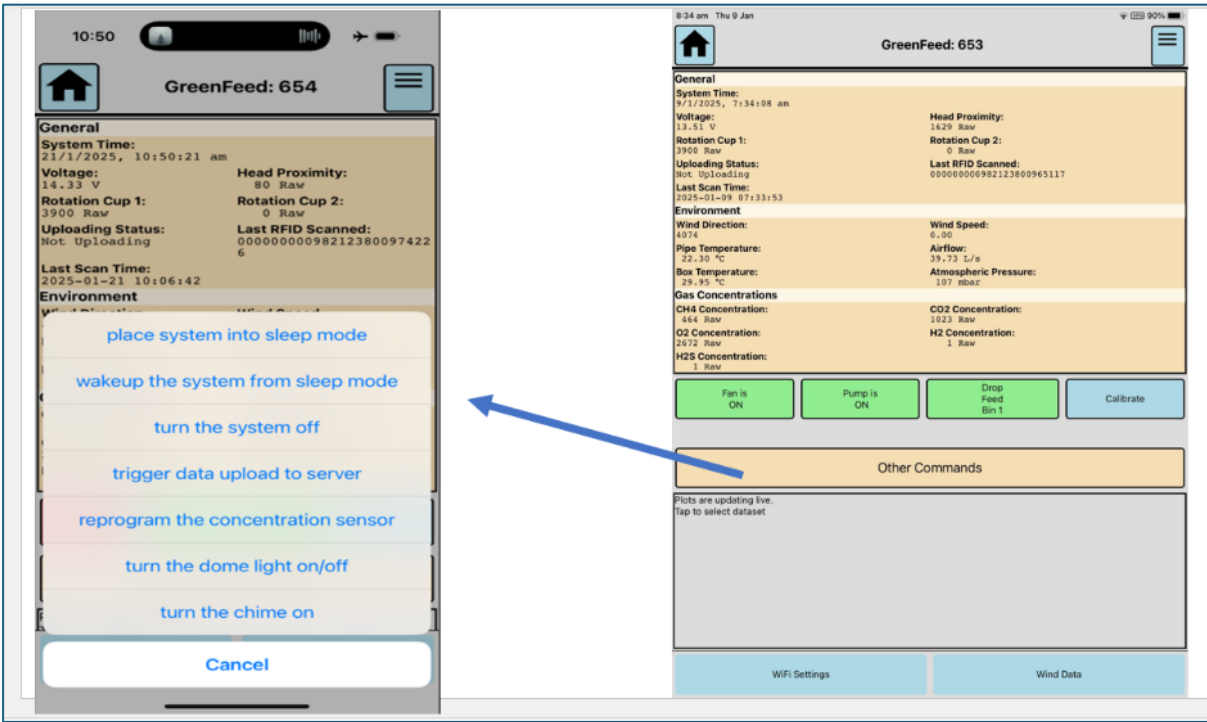 10:50
GreenFeed: 654
General
System Time:
21/1/2025, 10:50:21 am
Voltage: Head Proximity:
14.33 V 80 Raw
Rotation Cup 1: Rotation Cup 2:
3900 Raw 0 Raw
Uploading Status: Last RFID Scanned:
Not Uploading 00000000098212380097422
6
Last Scan Time:
2025-01-21 10:06:42
Environment
place system into sleep mode
wakeup the system from sleep mode
turn the system off
trigger data upload to server
reprogram the concentration sensor
turn the dome light on/off
turn the chime on
Cancel
8:34 am Thu 9 Jan 90%
GreenFeed: 653
General
System Time:
9/1/2025, 7:34:08 am
Voltage: Head Proximity:
13.51 V 1629 Raw
Rotation Cup 1: Rotation Cup 2:
3900 Raw 0 Raw
Uploading Status: Last RFID Scanned:
Not Uploading 000000000982123800965117
Last Scan Time:
2025-01-09 07:33:53
Environment
Wind Direction: Wind Speed:
4074 0.00
Pipe Temperature: Airflow:
22.30 °C 39.73 L/s
Box Temperature: Atmospheric Pressure:
29.95 °C 107 mbar
Gas Concentrations
CH4 Concentration: CO2 Concentration:
464 Raw 1023 Raw
O2 Concentration: H2 Concentration:
2672 Raw 1 Raw
H2S Concentration:
1 Raw
Fan is
ON
Pump is
ON
Drop
Feed
Bin 1
Calibrate
Other Commands
Plots are updating live.
Tap to select dataset
WiFi Settings Wind Data